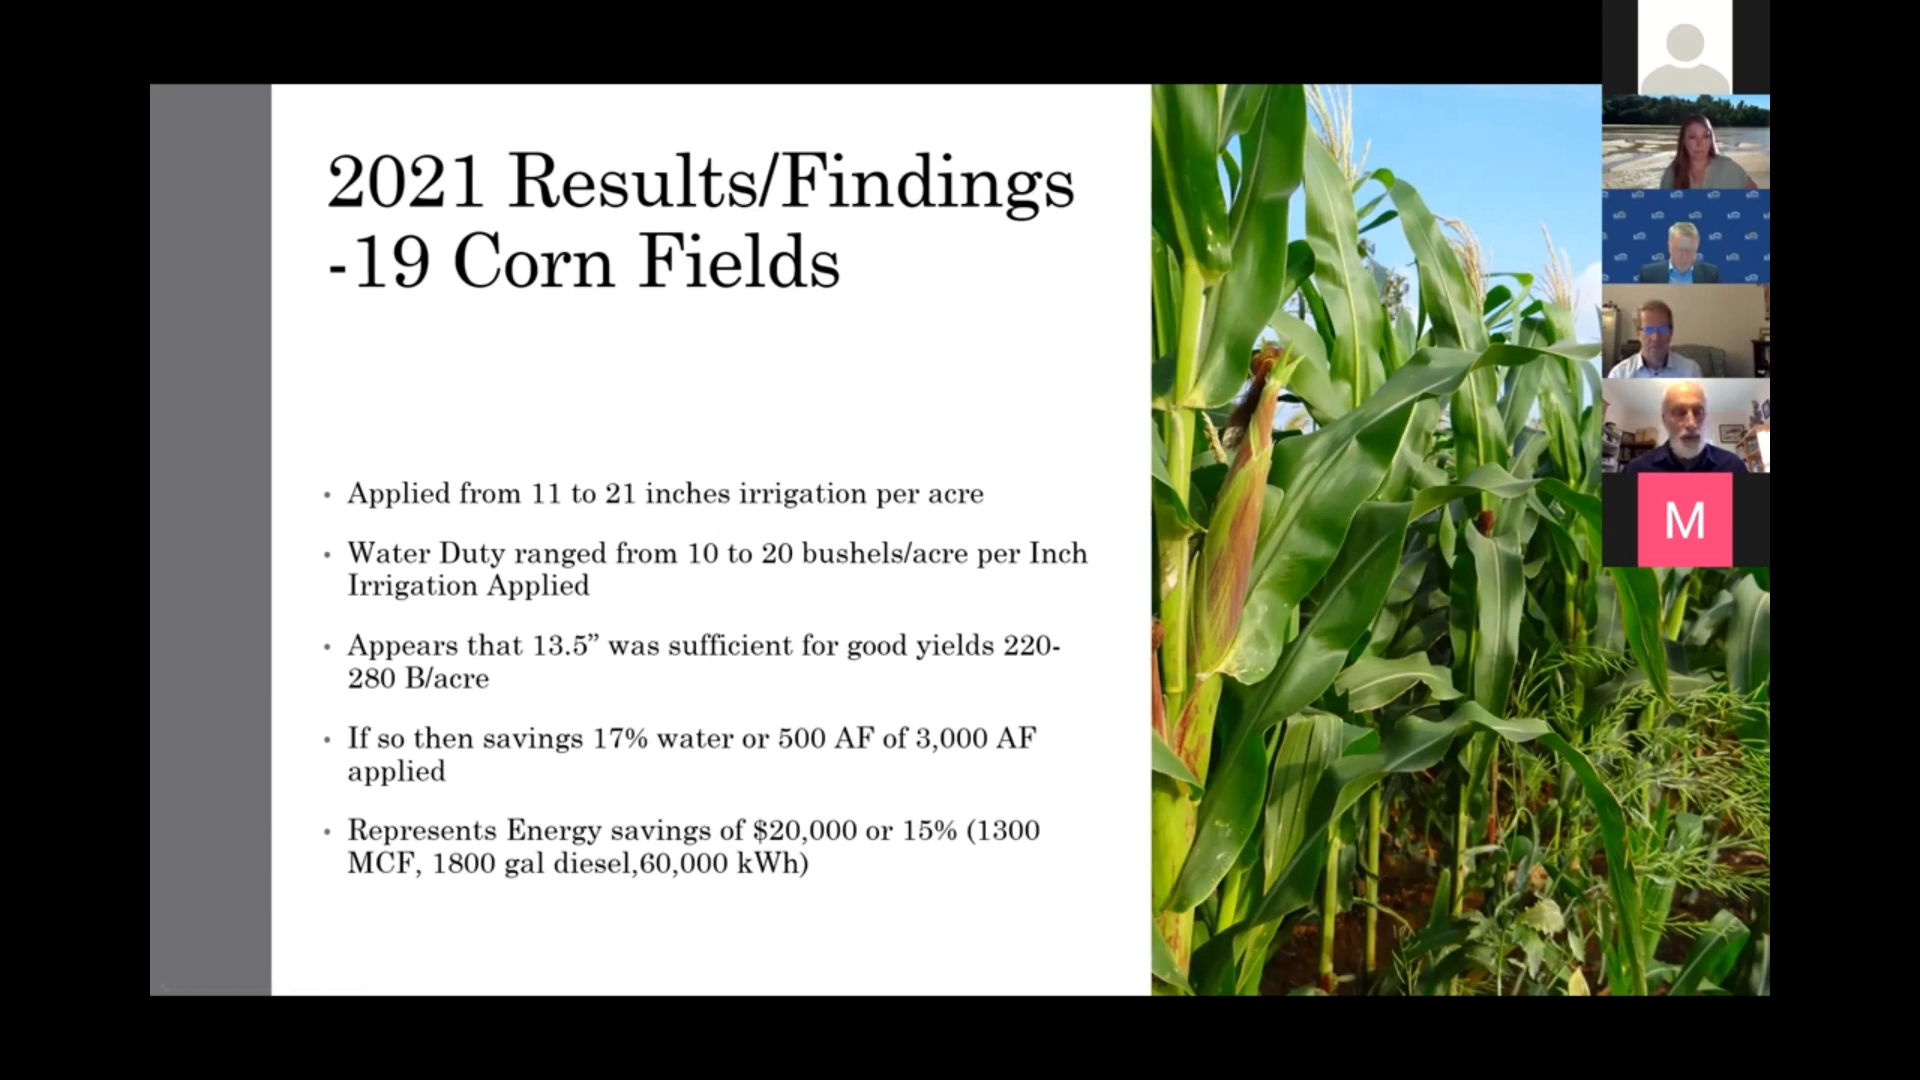 2021 Results/Findings
-19 Corn Fields
• Applied from 11 to 21 inches irrigation per acre
• Water Duty ranged from 10 to 20 bushels/acre per Inch
Irrigation Applied
• Appears that 13.5” was sufficient for good yields 220-
280 B/acre
• If so then savings 17% water or 500 AF of 3,000 AF
applied
• Represents Energy savings of $20,000 or 15% (1300
MCF, 1800 gal diesel,60,000 kWh)
M